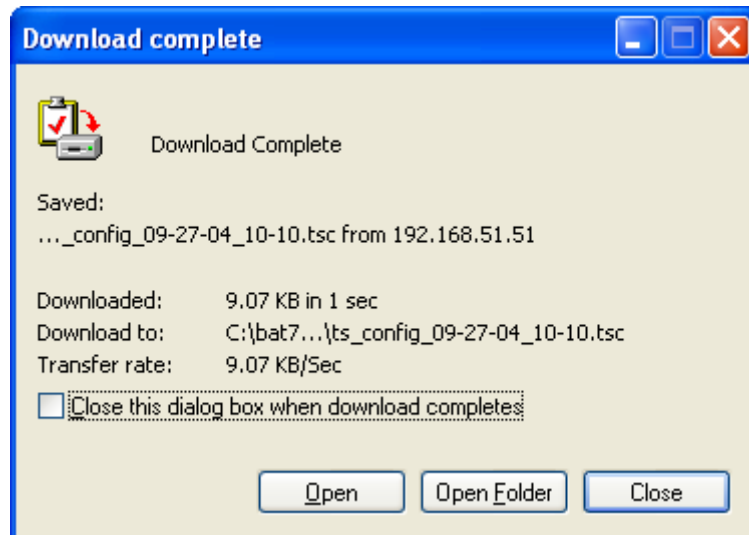 Download complete
Download Complete
Saved:
..._config_09-27-04_10-10.tsc from 192.168.51.51
Downloaded: 9.07 KB in 1 sec
Download to: C:\bat7...\ts_config_09-27-04_10-10.tsc
Transfer rate: 9.07 KB/Sec
Close this dialog box when download completes
Open Open Folder Close